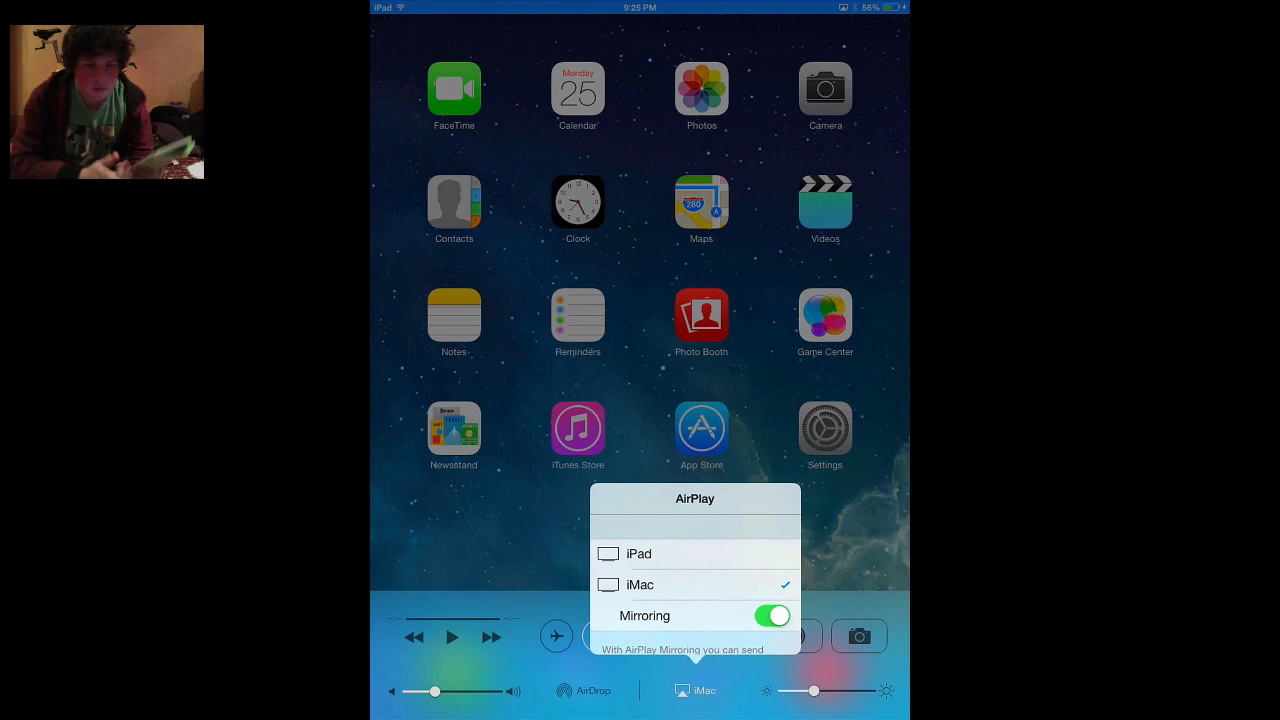 iPad 9:25 PM 56%
Monday
25
FaceTime Calendar Photos Camera
280
Contacts Clock Maps Videos
Notes Reminders Photo Booth Game Center
Newsstand iTunes Store App Store Settings
AirPlay
iPad
iMac
Mirroring
With AirPlay Mirroring you can send
AirDrop iMac